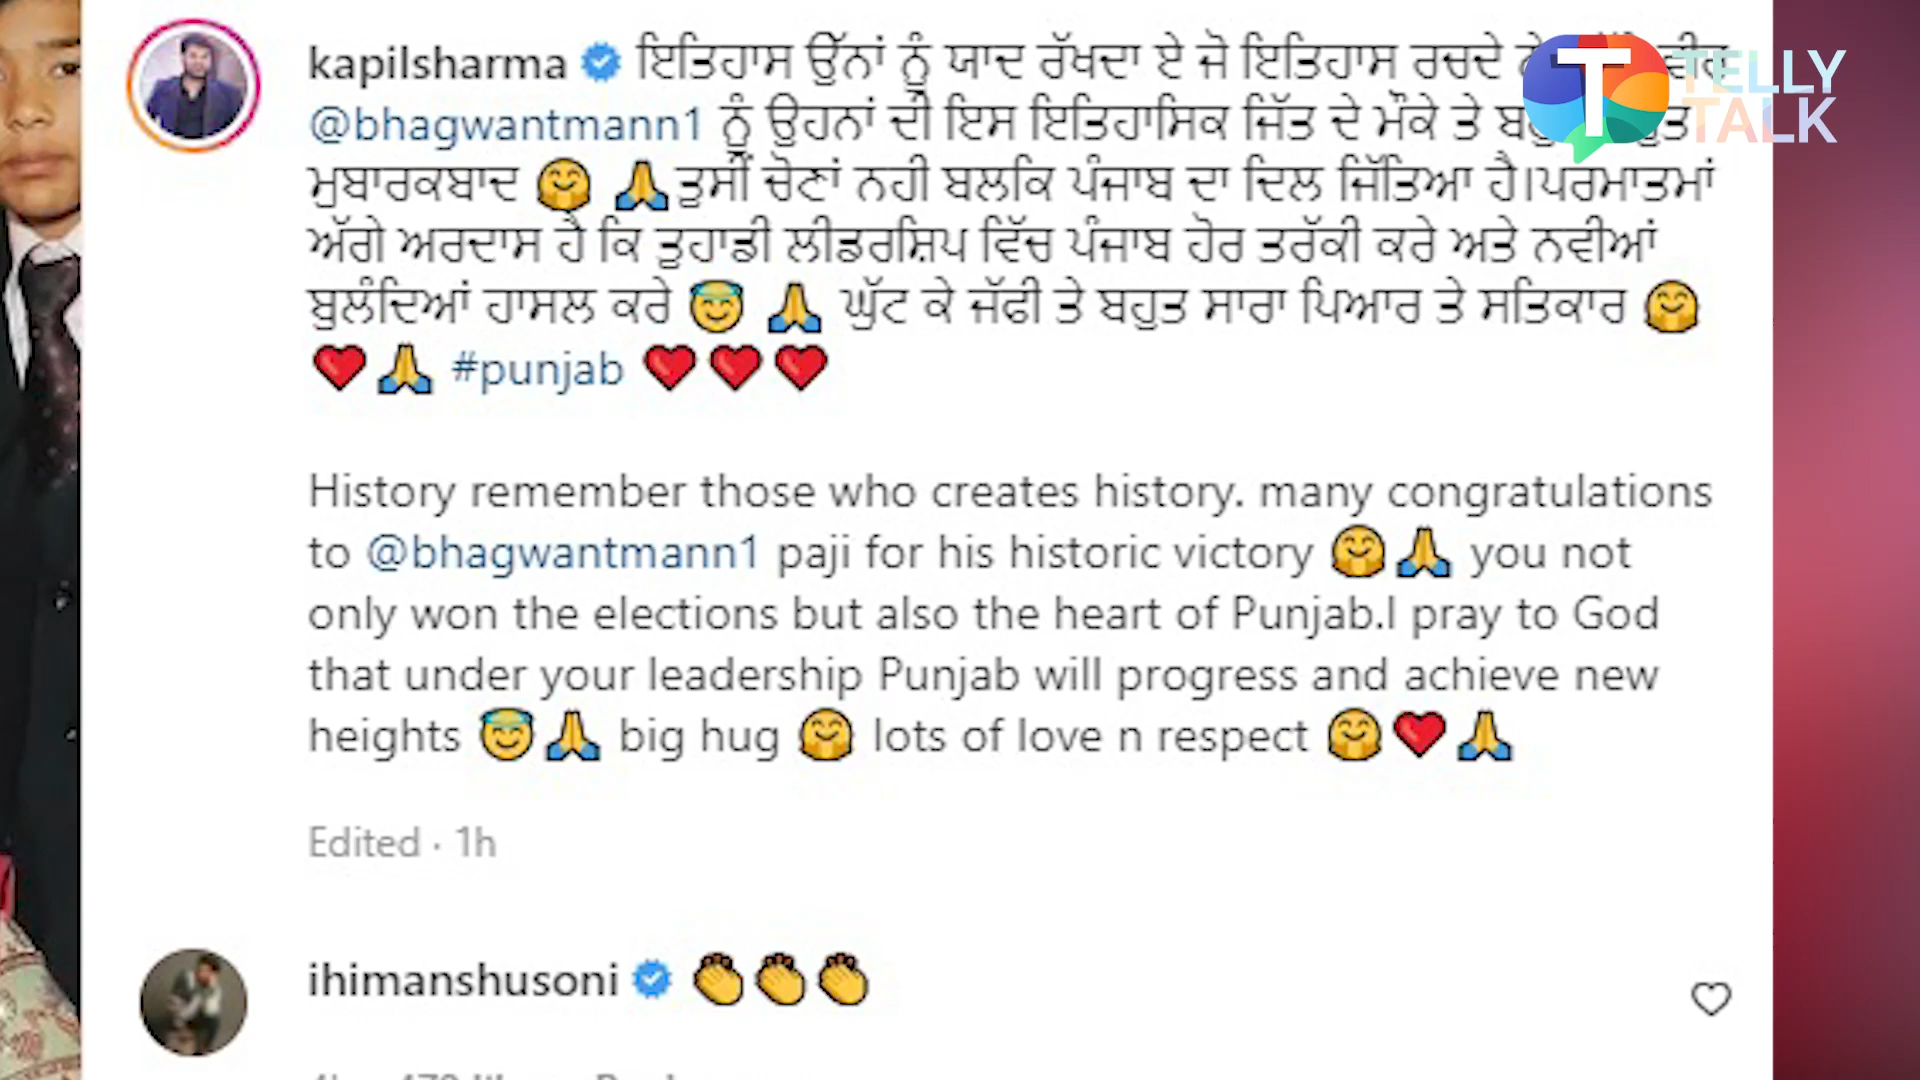 kapilsharma ਇਤਿਹਾਸ ਉੱਨਾਂ ਨੂੰ ਯਾਦ ਰੱਖਦਾ ਏ ਜੋ ਇਤਿਹਾਸ ਰਚਦੇ
@bhagwantmann1 ਨੂੰ ਉਹਨਾਂ ਦੀ ਇਸ ਇਤਿਹਾਸਿਕ ਜਿੱਤ ਦੇ ਮੌਕੇ ਤੇ
ਮੁਬਾਰਕਬਾਦ 🤗 🙏ਤੁਸੀਂ ਚੋਣਾਂ ਨਹੀ ਬਲਕਿ ਪੰਜਾਬ ਦਾ ਦਿਲ ਜਿੱਤਿਆ ਹੈ।ਪਰਮਾਤਮਾਂ
ਅੱਗੇ ਅਰਦਾਸ ਹੈ ਕਿ ਤੁਹਾਡੀ ਲੀਡਰਸ਼ਿਪ ਵਿੱਚ ਪੰਜਾਬ ਹੋਰ ਤਰੱਕੀ ਕਰੇ ਅਤੇ ਨਵੀਆਂ
ਬੁਲੰਦਿਆਂ ਹਾਸਲ ਕਰੇ 😇 🙏 ਘੁੱਟ ਕੇ ਜੱਫੀ ਤੇ ਬਹੁਤ ਸਾਰਾ ਪਿਆਰ ਤੇ ਸਤਿਕਾਰ 🤗
❤️🙏 #punjab ❤️❤️❤️
History remember those who creates history. many congratulations
to @bhagwantmann1 paji for his historic victory 🤗🙏 you not
only won the elections but also the heart of Punjab.I pray to God
that under your leadership Punjab will progress and achieve new
heights 😇🙏 big hug 🤗 lots of love n respect 🤗❤️🙏
Edited · 1h
ihimanshusoni 👏👏👏
T TELLY
TALK